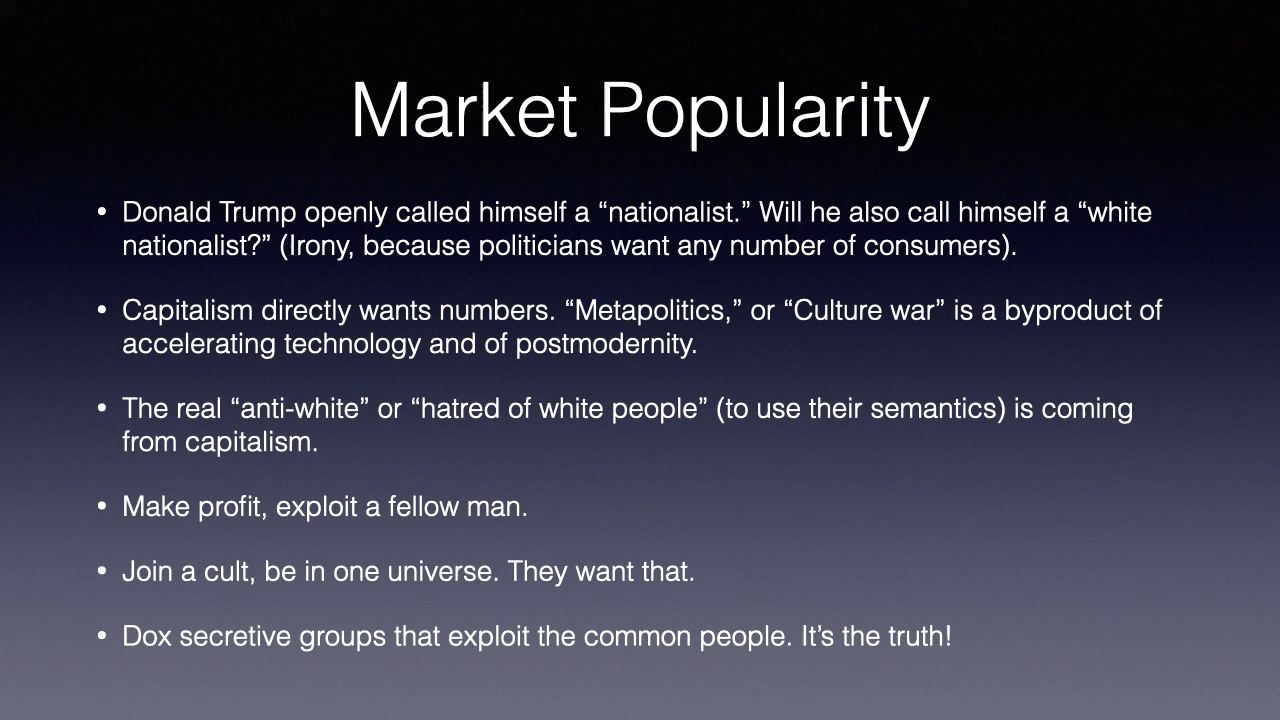 Market Popularity
• Donald Trump openly called himself a “nationalist.” Will he also call himself a “white
nationalist?” (Irony, because politicians want any number of consumers).
• Capitalism directly wants numbers. “Metapolitics,” or “Culture war” is a byproduct of
accelerating technology and of postmodernity.
• The real “anti-white” or “hatred of white people” (to use their semantics) is coming
from capitalism.
• Make profit, exploit a fellow man.
• Join a cult, be in one universe. They want that.
• Dox secretive groups that exploit the common people. It’s the truth!